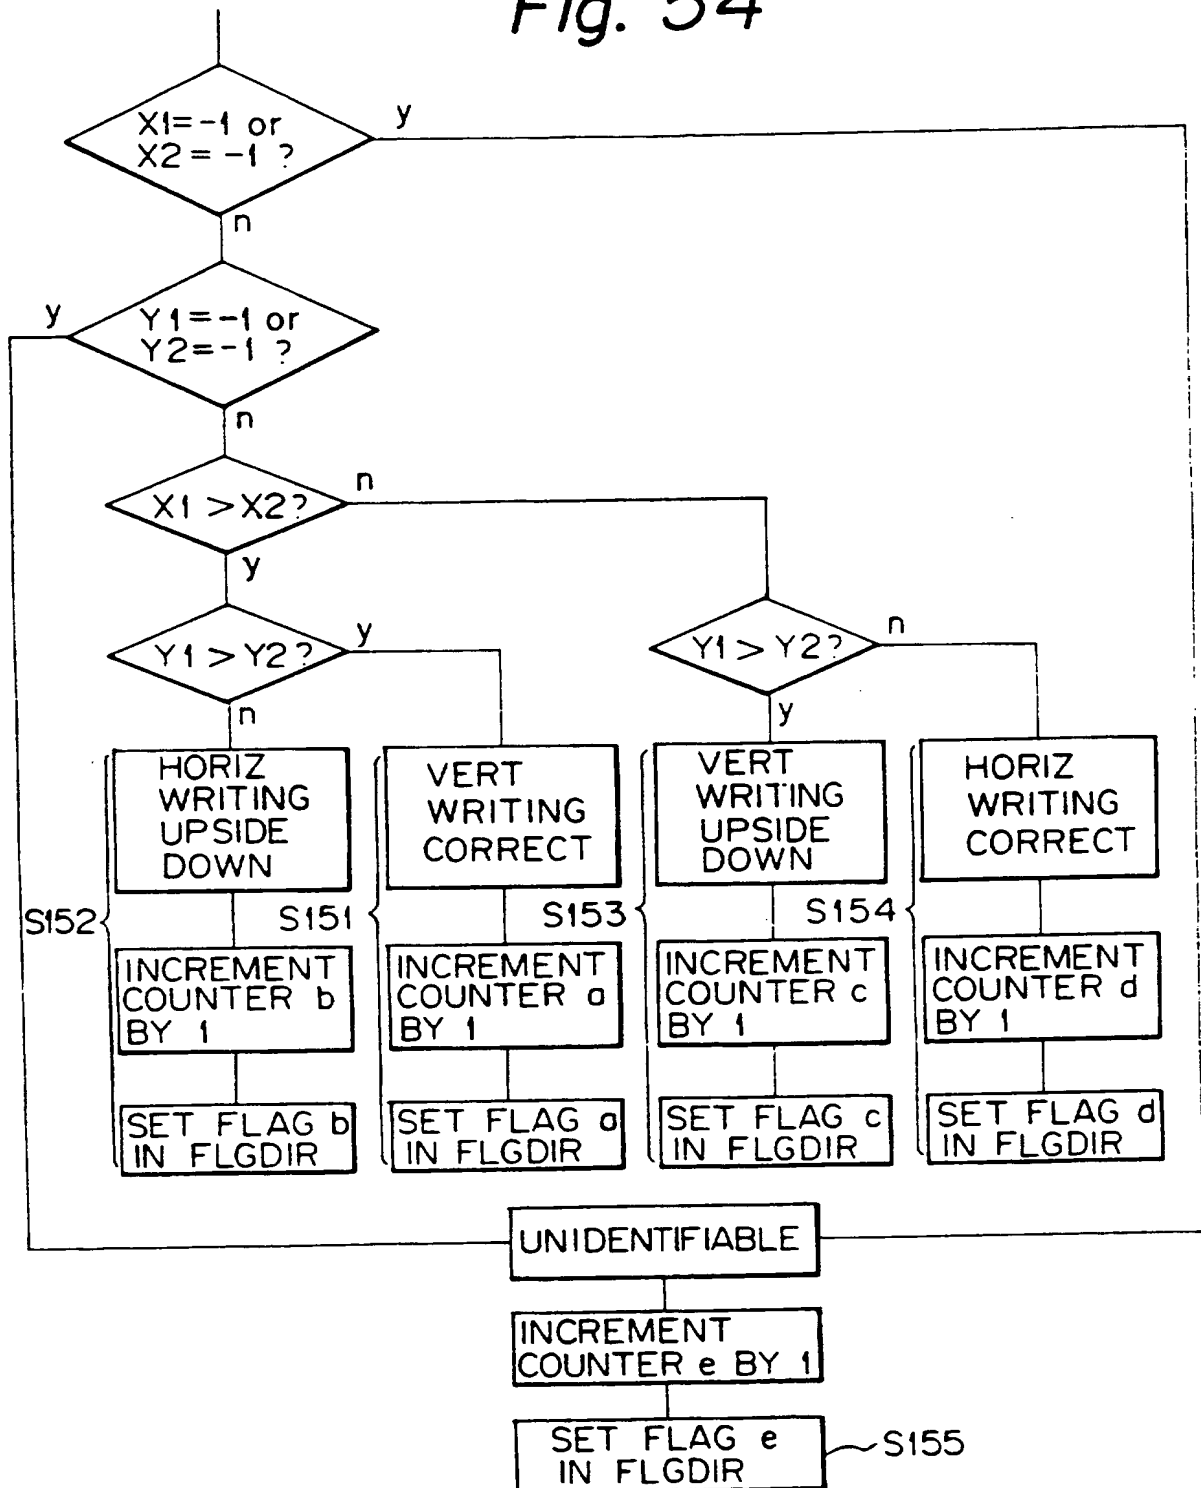 Fig. 54
X1=-1 or
X2=-1 ?
y
n
Y1=-1 or
Y2=-1 ?
y
n
X1 > X2?
n
y
Y1 > Y2?
y
n
Y1 > Y2?
n
y
HORIZ
WRITING
UPSIDE
DOWN
VERT
WRITING
CORRECT
VERT
WRITING
UPSIDE
DOWN
HORIZ
WRITING
CORRECT
S152
S151
S153
S154
INCREMENT
COUNTER b
BY 1
INCREMENT
COUNTER a
BY 1
INCREMENT
COUNTER c
BY 1
INCREMENT
COUNTER d
BY 1
SET FLAG b
IN FLGDIR
SET FLAG a
IN FLGDIR
SET FLAG c
IN FLGDIR
SET FLAG d
IN FLGDIR
UNIDENTIFIABLE
INCREMENT
COUNTER e BY 1
SET FLAG e
IN FLGDIR
S155